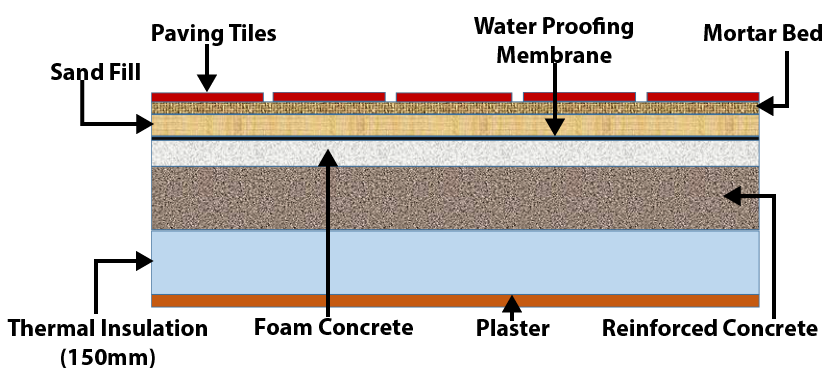 Paving Tiles
Water Proofing
Membrane
Mortar Bed
Sand Fill
Thermal Insulation
(150mm)
Foam Concrete
Plaster
Reinforced Concrete